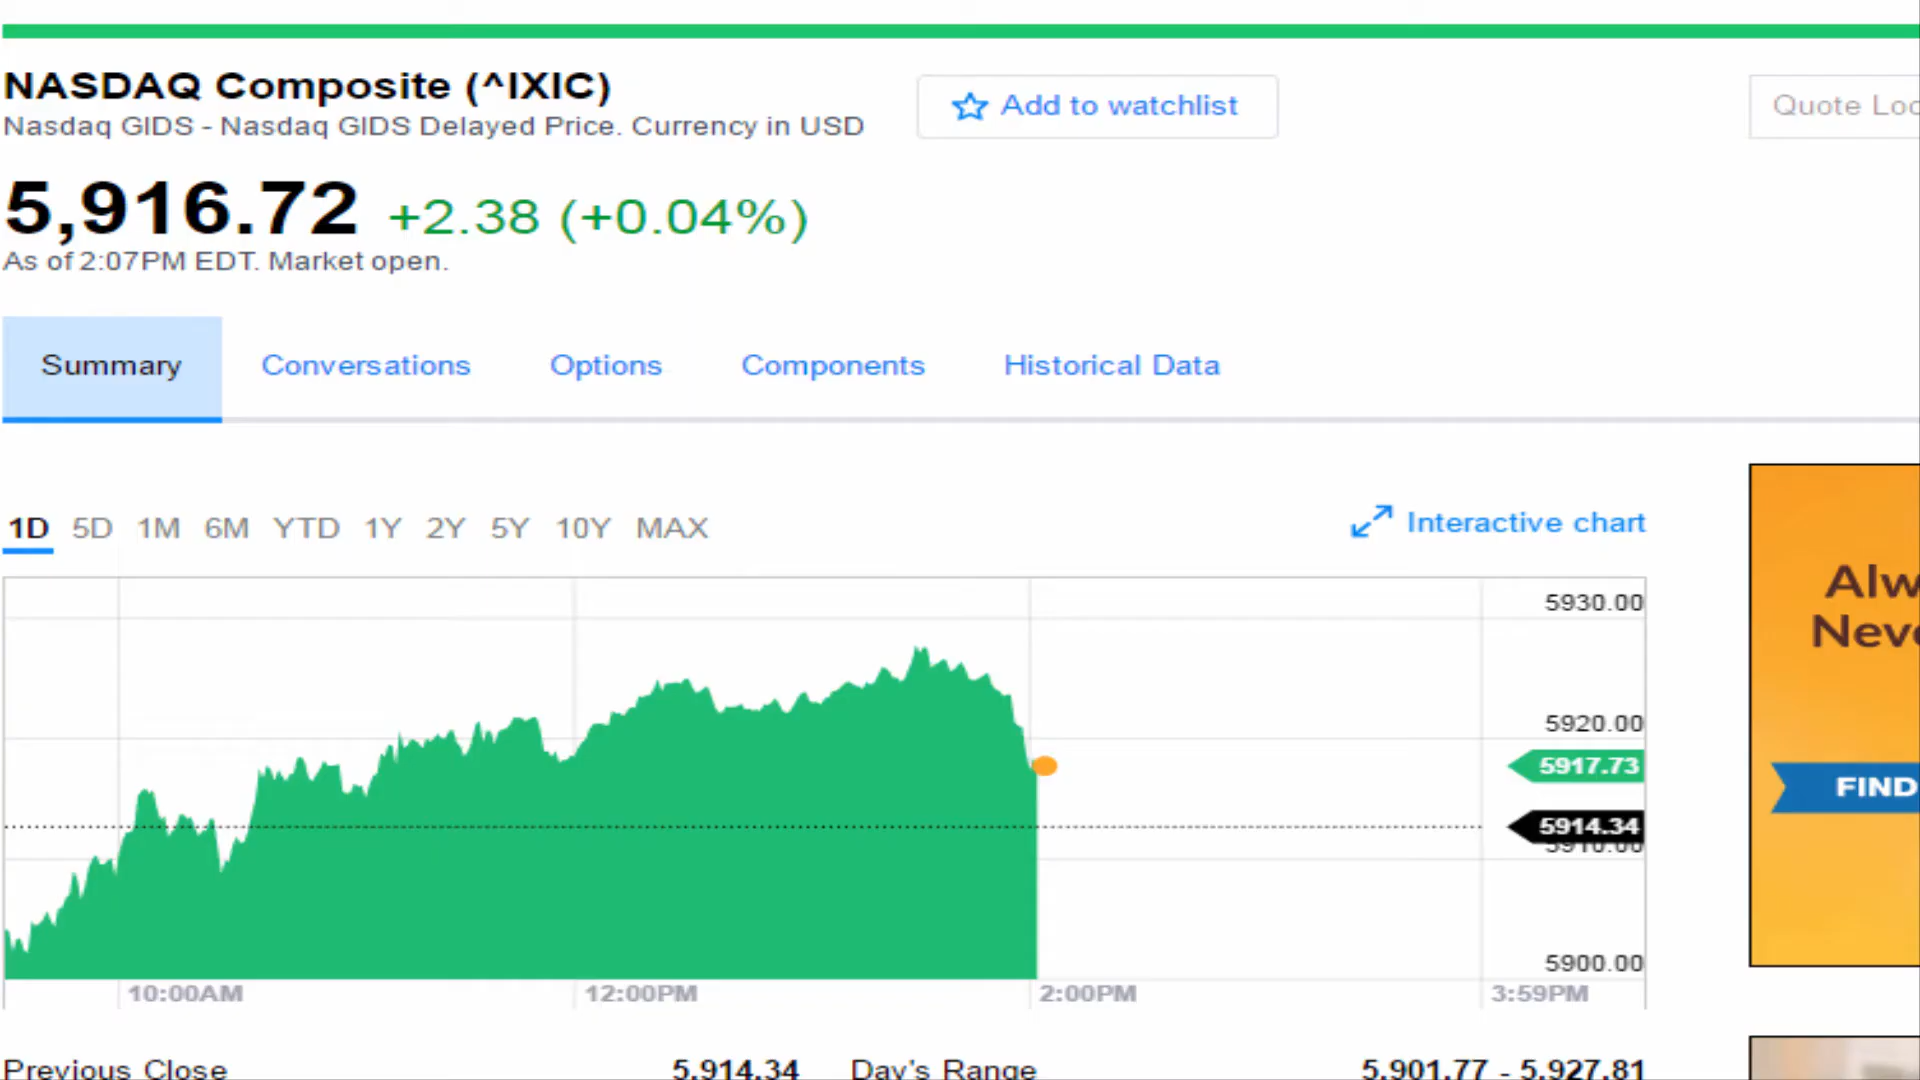 NASDAQ Composite (^IXIC)
Add to watchlist
Nasdaq GIDS - Nasdaq GIDS Delayed Price. Currency in USD
Quote
5,916.72 +2.38 (+0.04%)
As of 2:07PM EDT. Market open.
Summary Conversations Options Components Historical Data
1D 5D 1M 6M YTD 1Y 2Y 5Y 10Y MAX
Interactive chart
5930.00
5920.00
5917.73
5914.34
5910.00
5900.00
10:00AM 12:00PM 2:00PM 3:59PM
FIND
Previous Close 5,914.34 Day's Range 5,901.77 - 5,927.81